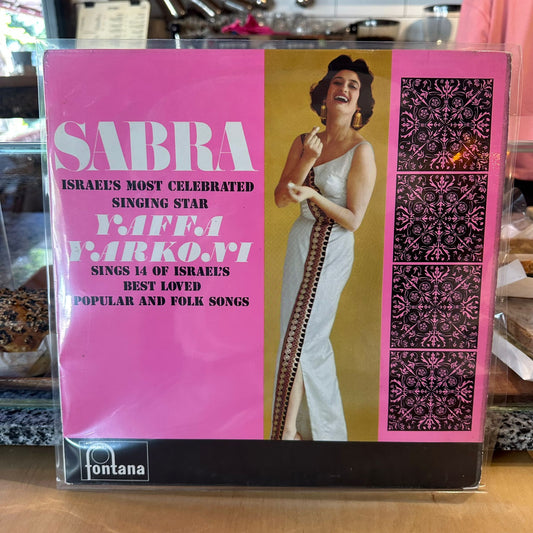 SABRA
ISRAEL'S MOST CELEBRATED
SINGING STAR
YAFFA
YARKONI
SINGS 14 OF ISRAEL'S
BEST LOVED
POPULAR AND FOLK SONGS
fontana